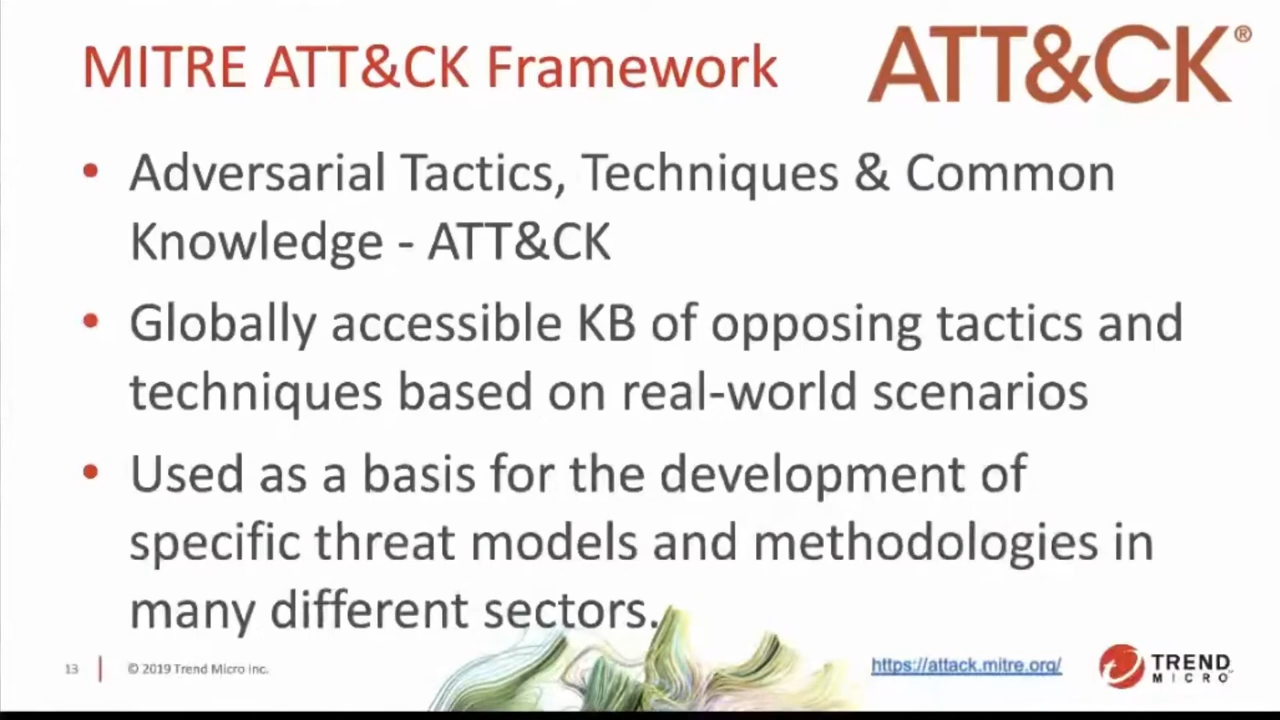 MITRE ATT&CK Framework
ATT&CK®
• Adversarial Tactics, Techniques & Common
Knowledge - ATT&CK
• Globally accessible KB of opposing tactics and
techniques based on real-world scenarios
• Used as a basis for the development of
specific threat models and methodologies in
many different sectors.
13
© 2019 Trend Micro Inc.
https://attack.mitre.org/
TREND
MICRO